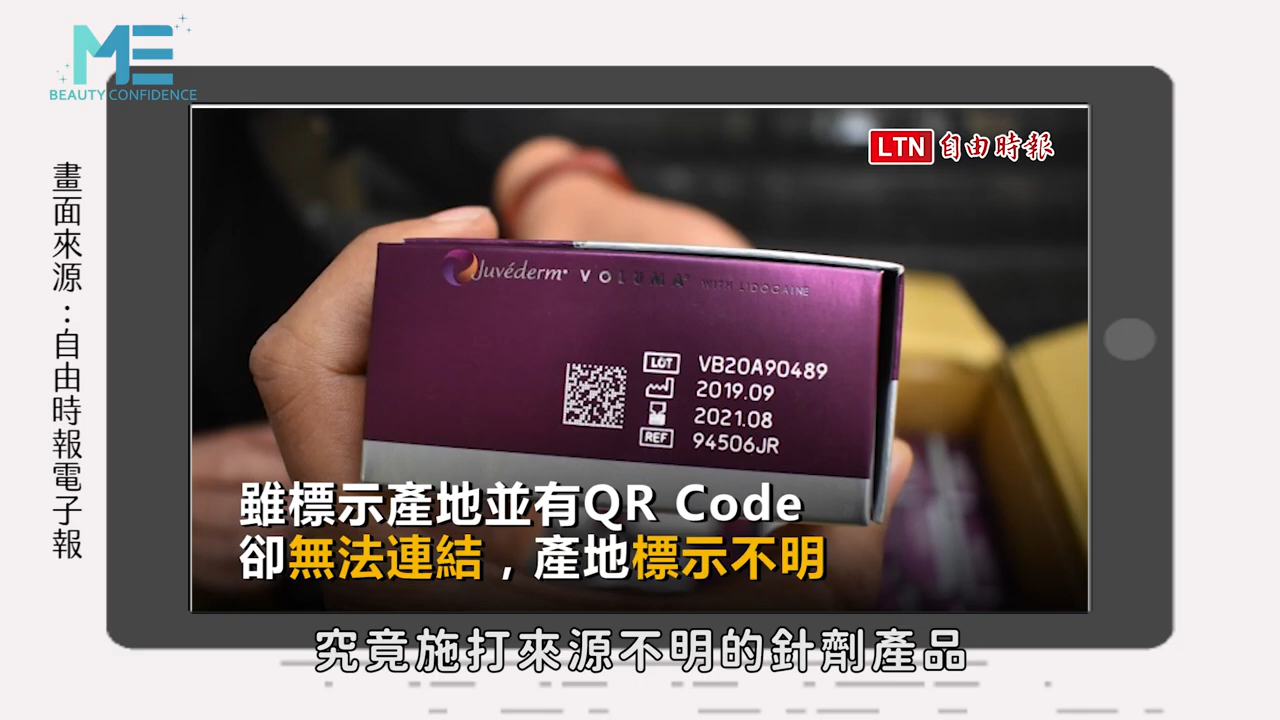 ME
BEAUTY CONFIDENCE
畫面來源：自由時報電子報
LTN 自由時報
Juvéderm® VOLUMA® WITH LIDOCAINE
LOT VB20A90489
2019.09
2021.08
REF 94506JR
雖標示產地並有QR Code
卻無法連結，產地標示不明
究竟施打來源不明的針劑產品